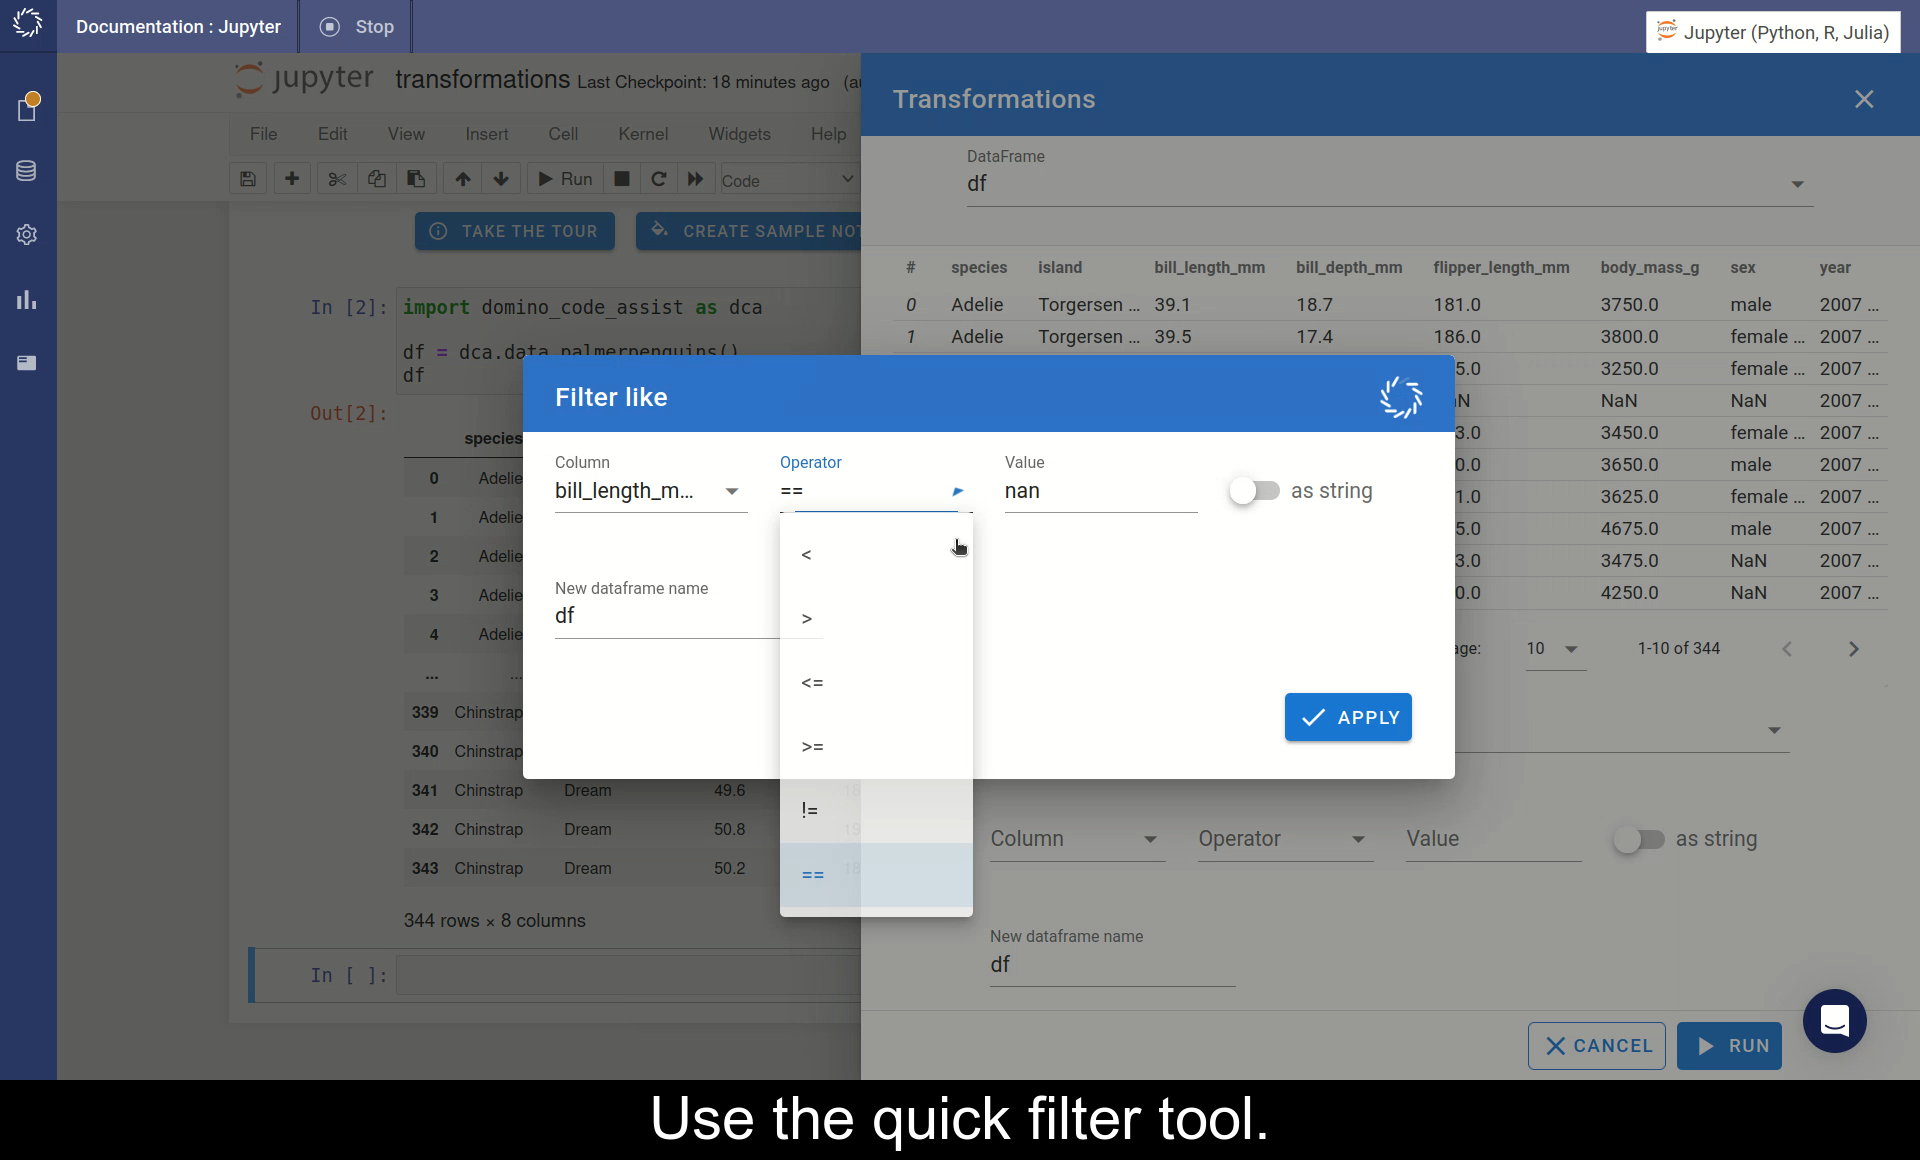 Documentation : Jupyter
Stop
Jupyter (Python, R, Julia)
jupyter transformations Last Checkpoint: 18 minutes ago
File Edit View Insert Cell Kernel Widgets Help
Run
Code
TAKE THE TOUR
CREATE SAMPLE
In [2]: import domino_code_assist as dca
df = dca.data.palmerpenguins()
df
Out[2]:
species
0 Adelie
1 Adelie
2 Adelie
3 Adelie
4 Adelie
... ...
339 Chinstrap
340 Chinstrap
341 Chinstrap Dream 49.6
342 Chinstrap Dream 50.8
343 Chinstrap Dream 50.2
344 rows × 8 columns
In [ ]:
Transformations
DataFrame
df
# species island bill_length_mm bill_depth_mm flipper_length_mm body_mass_g sex year
0 Adelie Torgersen ... 39.1 18.7 181.0 3750.0 male 2007 ...
1 Adelie Torgersen ... 39.5 17.4 186.0 3800.0 female ... 2007 ...
5.0 3250.0 female ... 2007 ...
NaN NaN 2007 ...
3.0 3450.0 female ... 2007 ...
0.0 3650.0 male 2007 ...
1.0 3625.0 female ... 2007 ...
5.0 4675.0 male 2007 ...
3.0 3475.0 NaN 2007 ...
0.0 4250.0 NaN 2007 ...
10 1-10 of 344
Filter like
Column Operator Value
bill_length_m... == nan as string
<
>
<=
>=
!=
==
New dataframe name
df
APPLY
Column Operator Value as string
New dataframe name
df
CANCEL RUN
Use the quick filter tool.